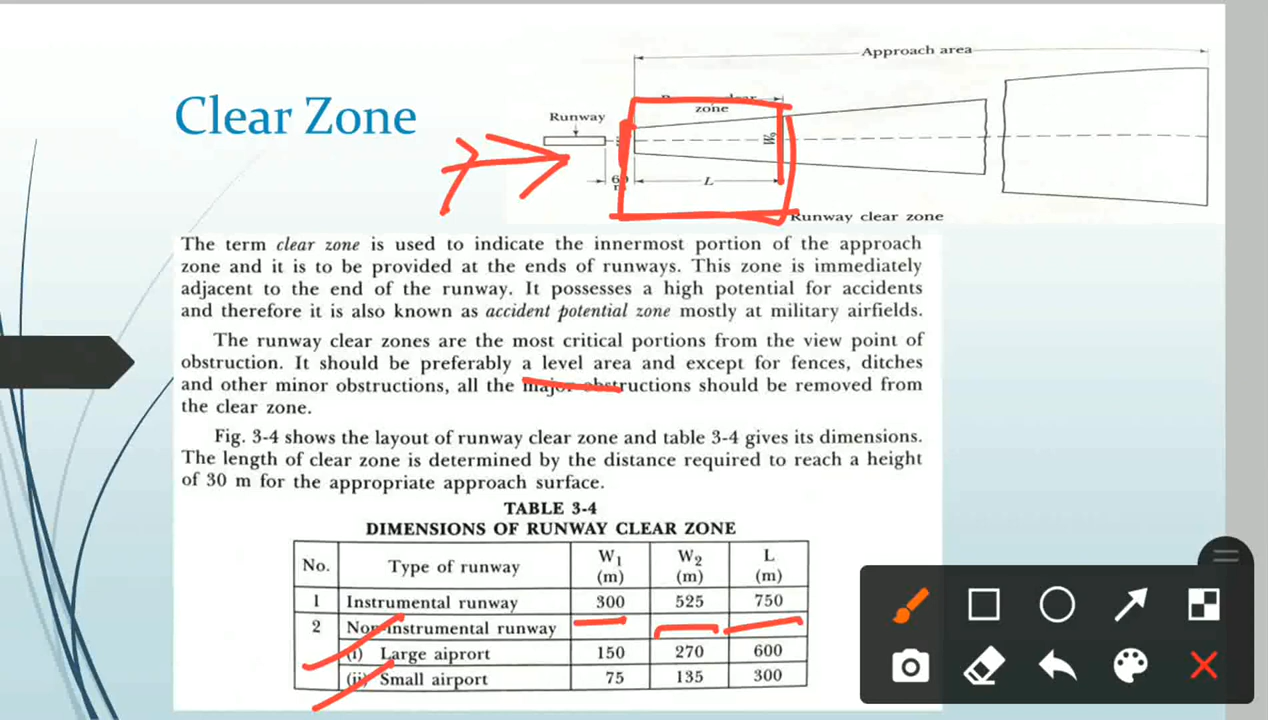 Approach area
Clear Zone
zone
Runway
W2
L
Runway clear zone
The term clear zone is used to indicate the innermost portion of the approach
zone and it is to be provided at the ends of runways. This zone is immediately
adjacent to the end of the runway. It possesses a high potential for accidents
and therefore it is also known as accident potential zone mostly at military airfields.
The runway clear zones are the most critical portions from the view point of
obstruction. It should be preferably a level area and except for fences, ditches
and other minor obstructions, all the major obstructions should be removed from
the clear zone.
Fig. 3-4 shows the layout of runway clear zone and table 3-4 gives its dimensions.
The length of clear zone is determined by the distance required to reach a height
of 30 m for the appropriate approach surface.
TABLE 3-4
DIMENSIONS OF RUNWAY CLEAR ZONE
No. Type of runway W1 (m) W2 (m) L (m)
1 Instrumental runway 300 525 750
2 Non-instrumental runway
(i) Large aiprort 150 270 600
(ii) Small airport 75 135 300